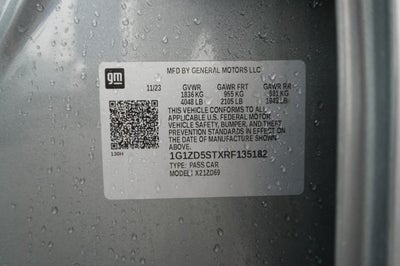 gm
MFD BY GENERAL MOTORS LLC
11/23 GVWR GAWR FRT GAWR RR
1836 KG 955 KG 881 KG
4048 LB 2105 LB 1942 LB
THIS VEHICLE CONFORMS TO ALL
APPLICABLE U.S. FEDERAL MOTOR
VEHICLE SAFETY, BUMPER, AND THEFT
PREVENTION STANDARDS IN EFFECT ON
THE DATE OF MANUFACTURE SHOWN
ABOVE.
130H
1G1ZD5STXRF135182
TYPE: PASS CAR
MODEL: X21ZD69